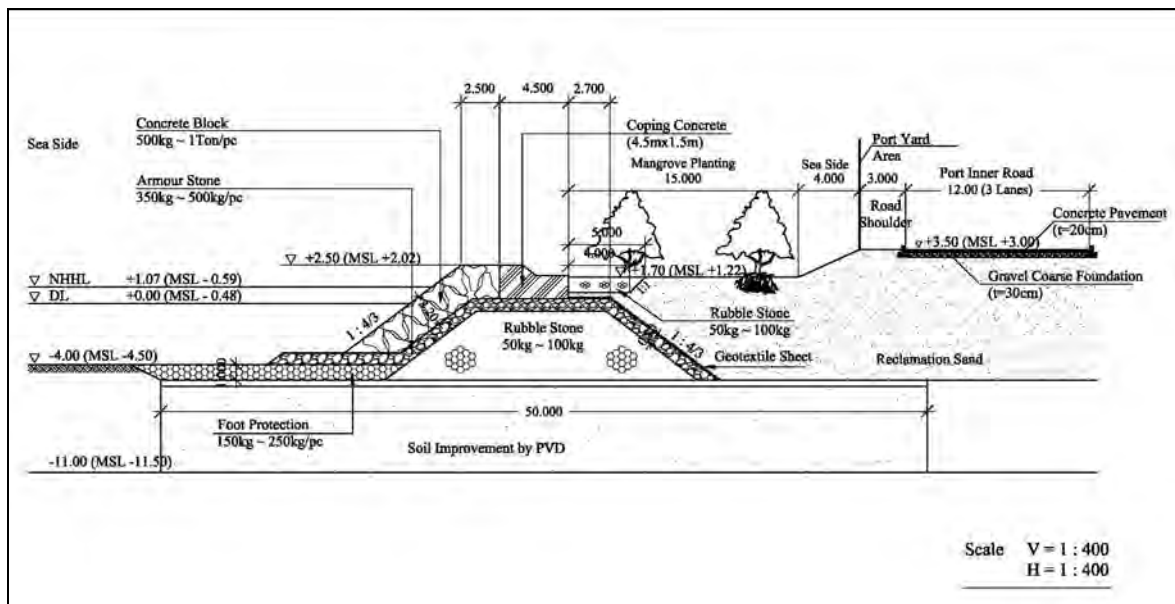 2.500 4.500 2.700
Concrete Block
500kg ~ 1Ton/pc
Sea Side
Armour Stone
350kg ~ 500kg/pc
Coping Concrete
(4.5mx1.5m)
Mangrove Planting
15.000
Sea Side
4.000
Port Yard
Area
3.000
Road
Shoulder
Port Inner Road
12.00 (3 Lanes)
Concrete Pavement
(t=20cm)
5.000
4.000
+2.50 (MSL +2.02)
+1.70 (MSL +1.22)
+3.50 (MSL +3.00)
Gravel Coarse Foundation
(t=30cm)
NHHL +1.07 (MSL - 0.59)
DL +0.00 (MSL - 0.48)
1 : 4/3
Rubble Stone
50kg ~ 100kg
Rubble Stone
50kg ~ 100kg
1 : 4/3
Geotextile Sheet
Reclamation Sand
-4.00 (MSL -4.50)
50.000
Foot Protection
150kg ~ 250kg/pc
Soil Improvement by PVD
-11.00 (MSL -11.50)
Scale V = 1 : 400
H = 1 : 400